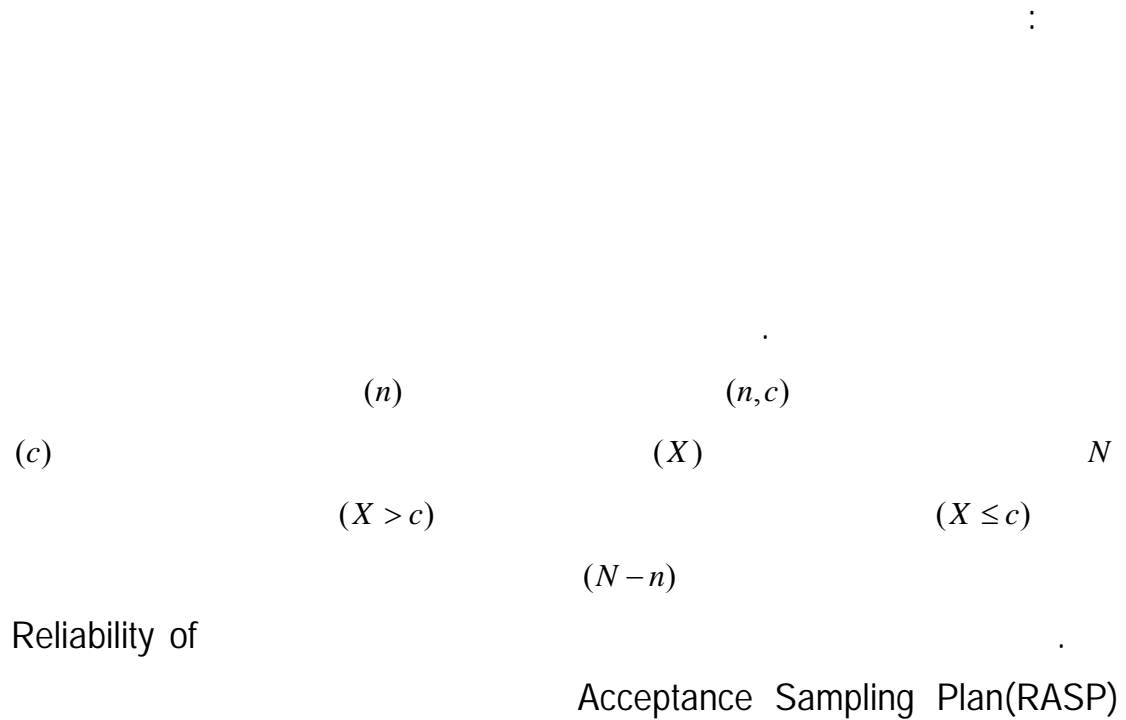 :
.
(n) (n,c)
(c) (X) N
(X > c) (X ≤ c)
(N − n)
Reliability of .
Acceptance Sampling Plan(RASP)